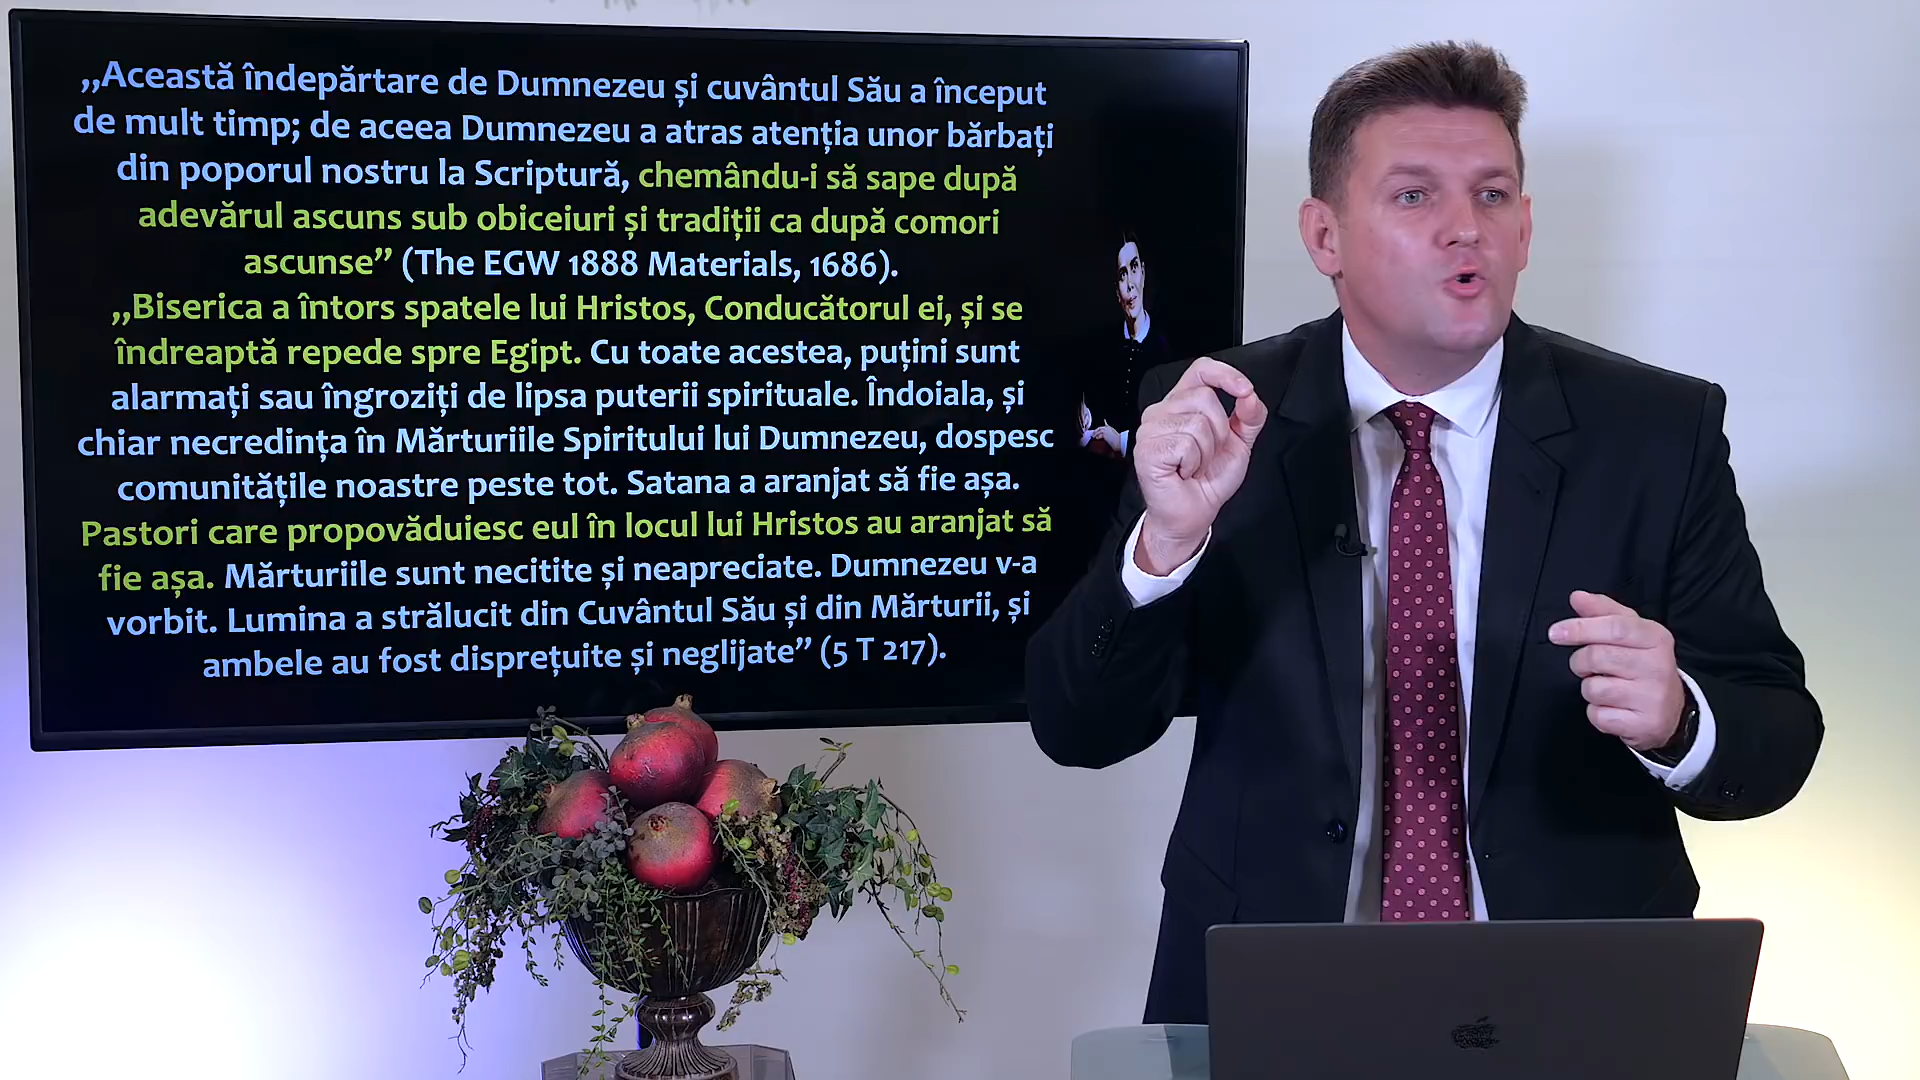 „Această îndepărtare de Dumnezeu și cuvântul Său a început
de mult timp; de aceea Dumnezeu a atras atenția unor bărbați
din poporul nostru la Scriptură, chemându-i să sape după
adevărul ascuns sub obiceiuri și tradiții ca după comori
ascunse” (The EGW 1888 Materials, 1686).
„Biserica a întors spatele lui Hristos, Conducătorul ei, și se
îndreaptă repede spre Egipt. Cu toate acestea, puțini sunt
alarmați sau îngroziți de lipsa puterii spirituale. Îndoiala, și
chiar necredința în Mărturiile Spiritului lui Dumnezeu, dospesc
comunitățile noastre peste tot. Satana a aranjat să fie așa.
Pastori care propovăduiesc eul în locul lui Hristos au aranjat să
fie așa. Mărturiile sunt necitite și neapreciate. Dumnezeu v-a
vorbit. Lumina a strălucit din Cuvântul Său și din Mărturii, și
ambele au fost disprețuite și neglijate” (5 T 217).